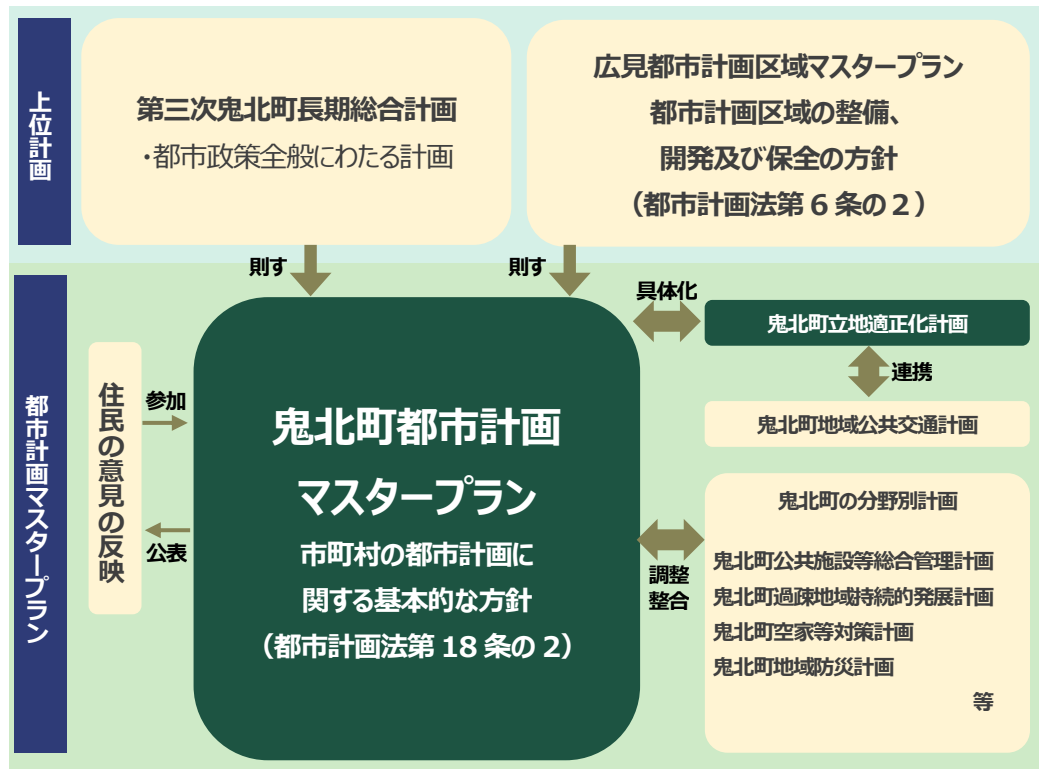 上位計画
第三次鬼北町長期総合計画
・都市政策全般にわたる計画
広見都市計画区域マスタープラン
都市計画区域の整備、
開発及び保全の方針
（都市計画法第６条の２）
則す
則す
都市計画マスタープラン
住民の意見の反映
参加
公表
鬼北町都市計画
マスタープラン
市町村の都市計画に
関する基本的な方針
（都市計画法第 18 条の 2）
具体化
鬼北町立地適正化計画
連携
鬼北町地域公共交通計画
調整
整合
鬼北町の分野別計画
鬼北町公共施設等総合管理計画
鬼北町過疎地域持続的発展計画
鬼北町空家等対策計画
鬼北町地域防災計画
等